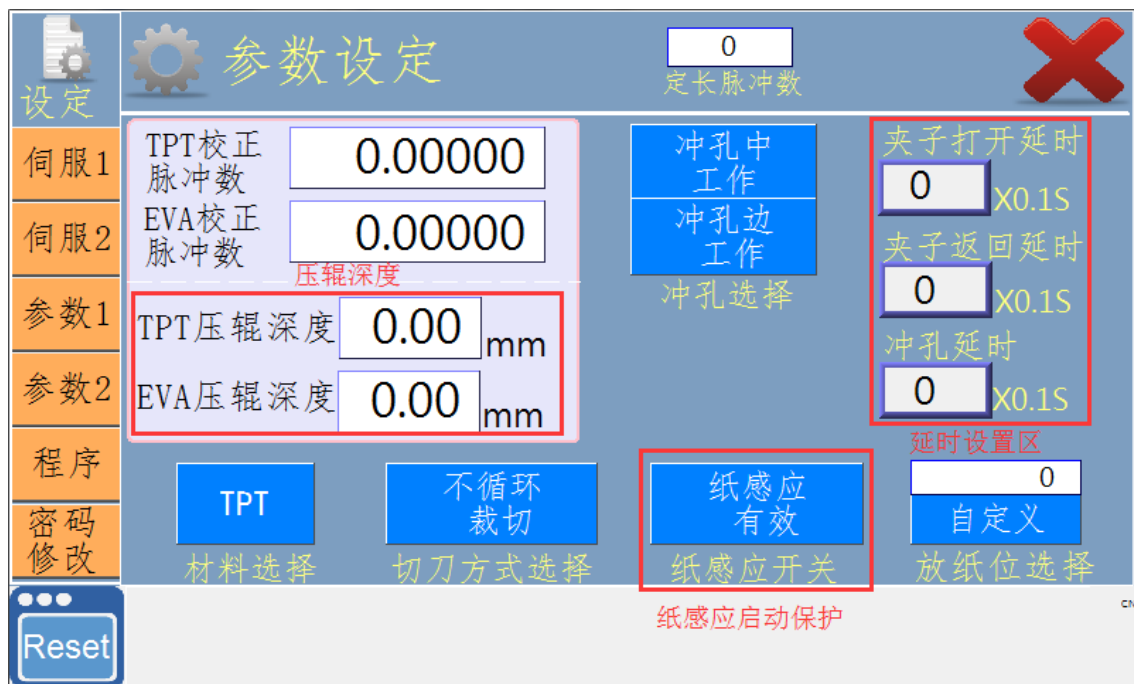 设定
参数设定
0
定长脉冲数
伺服1
伺服2
参数1
参数2
程序
密码
修改
TPT校正
脉冲数
0.00000
EVA校正
脉冲数
0.00000
压辊深度
TPT压辊深度
0.00
mm
EVA压辊深度
0.00
mm
冲孔中
工作
冲孔边
工作
冲孔选择
夹子打开延时
0
X0.1S
夹子返回延时
0
X0.1S
冲孔延时
0
X0.1S
延时设置区
TPT
材料选择
不循环
裁切
切刀方式选择
纸感应
有效
纸感应开关
0
自定义
放纸位选择
纸感应启动保护
Reset
CN